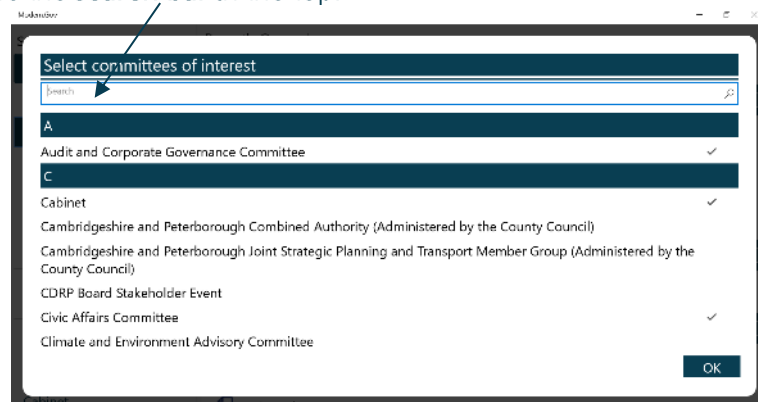 Moderation
Select committees of interest
Search
A
Audit and Corporate Governance Committee
C
Cabinet
Cambridgeshire and Peterborough Combined Authority (Administered by the County Council)
Cambridgeshire and Peterborough Joint Strategic Planning and Transport Member Group (Administered by the
County Council)
CDRP Board Stakeholder Event
Civic Affairs Committee
Climate and Environment Advisory Committee
OK
Cabinet